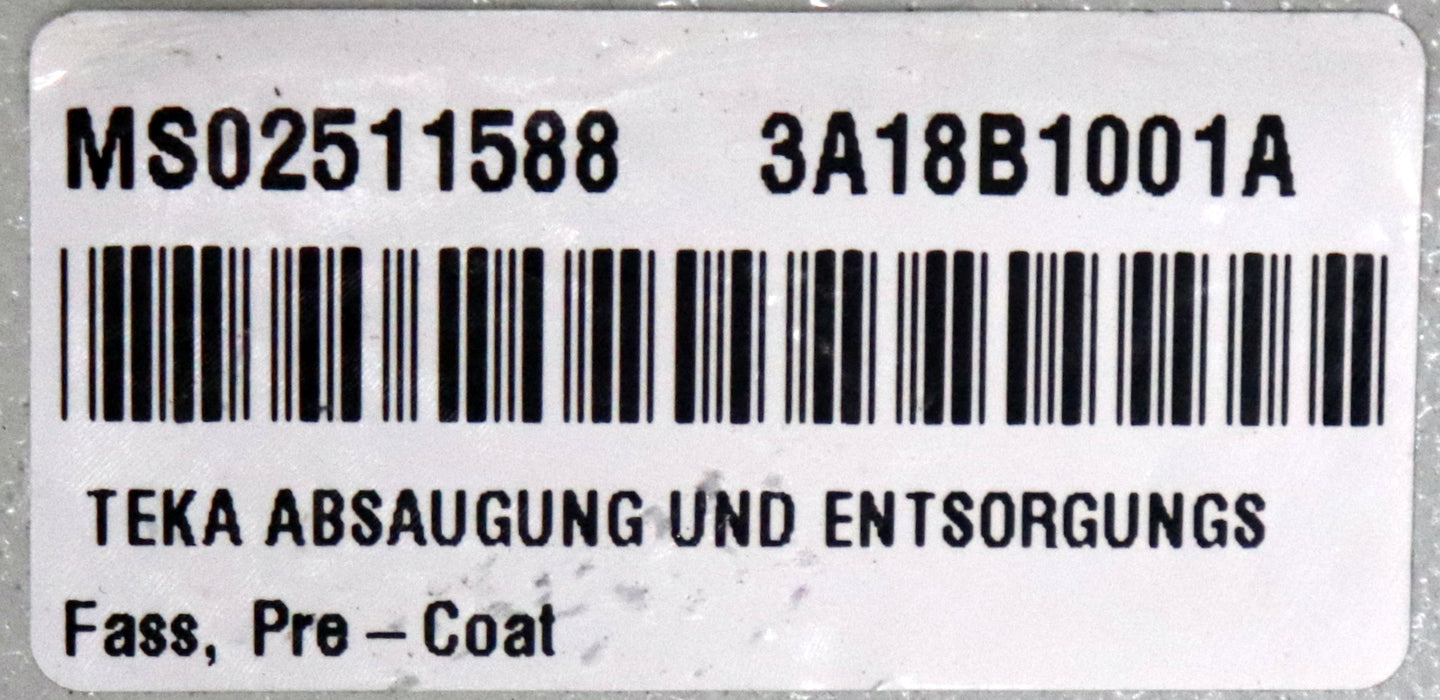 MS02511588 3A18B1001A
TEKA ABSAUGUNG UND ENTSORGUNGS
Fass, Pre-Coat